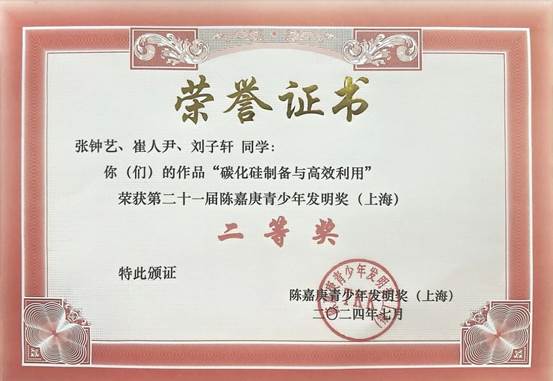 荣誉证书
张钟艺、崔人尹、刘子轩 同学：
你（们）的作品“碳化硅制备与高效利用”
荣获第二十一届陈嘉庚青少年发明奖（上海）
二等奖
特此颁证
陈嘉庚青少年发明奖（上海）
二〇二四年七月